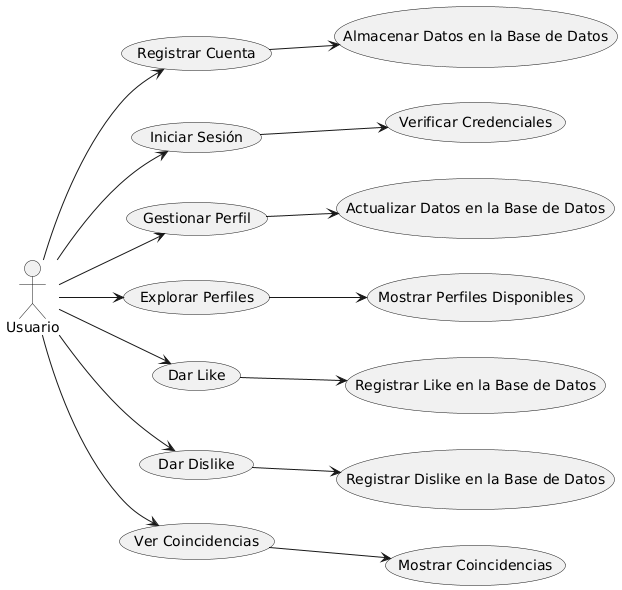 Registrar Cuenta
Almacenar Datos en la Base de Datos
Iniciar Sesión
Verificar Credenciales
Gestionar Perfil
Actualizar Datos en la Base de Datos
Explorar Perfiles
Mostrar Perfiles Disponibles
Usuario
Dar Like
Registrar Like en la Base de Datos
Dar Dislike
Registrar Dislike en la Base de Datos
Ver Coincidencias
Mostrar Coincidencias